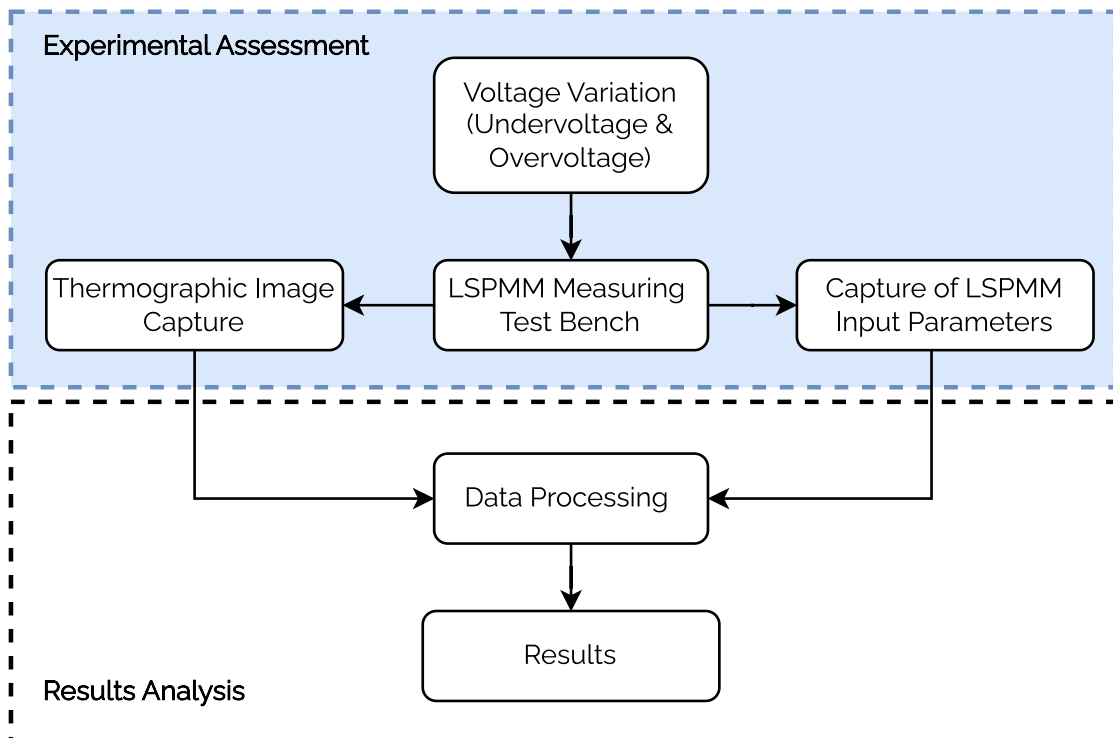 Experimental Assessment
Voltage Variation
(Undervoltage &
Overvoltage)
Thermographic Image
Capture
LSPMM Measuring
Test Bench
Capture of LSPMM
Input Parameters
Data Processing
Results
Results Analysis